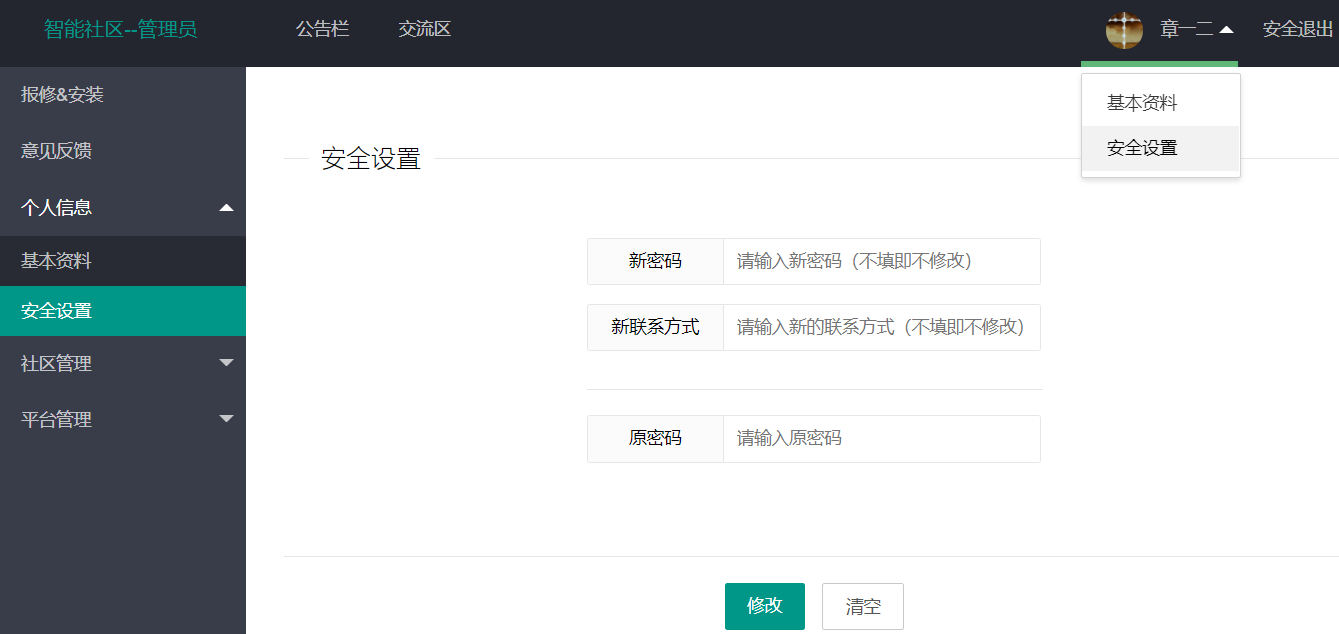 智能社区--管理员
公告栏
交流区
章一二
安全退出
基本资料
安全设置
报修&安装
意见反馈
个人信息
基本资料
安全设置
社区管理
平台管理
安全设置
新密码
请输入新密码（不填即不修改）
新联系方式
请输入新的联系方式（不填即不修改）
原密码
请输入原密码
修改
清空